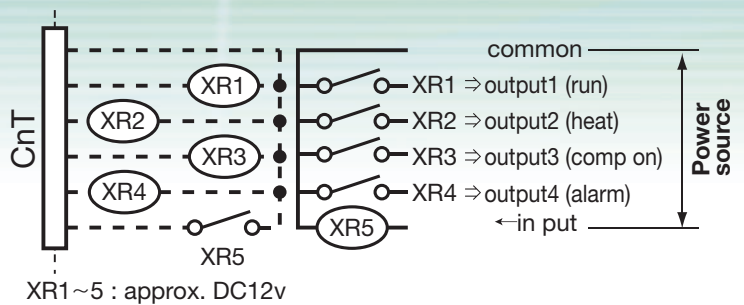 common
XR1 XR1 ⇒ output1 (run)
XR2 XR2 ⇒ output2 (heat)
XR3 XR3 ⇒ output3 (comp on)
XR4 XR4 ⇒ output4 (alarm)
XR5 XR5 ←in put
CnT
Power
source
XR1~5 : approx. DC12v